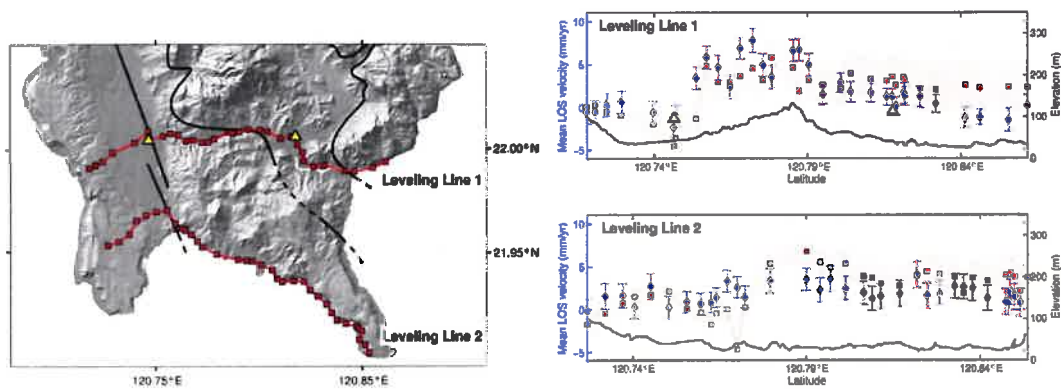 Leveling Line 1
22.00°N
Leveling Line 1
21.95°N
Leveling Line 2
120.75°E
120.85°E
Mean LOS velocity (mm/yr)
10
5
0
-5
Elevation (m)
300
200
100
0
120.74°E
120.79°E
120.84°E
Latitude
Leveling Line 2
Mean LOS velocity (mm/yr)
10
5
0
-5
Elevation (m)
300
200
100
0
120.74°E
120.79°E
120.84°E
Latitude